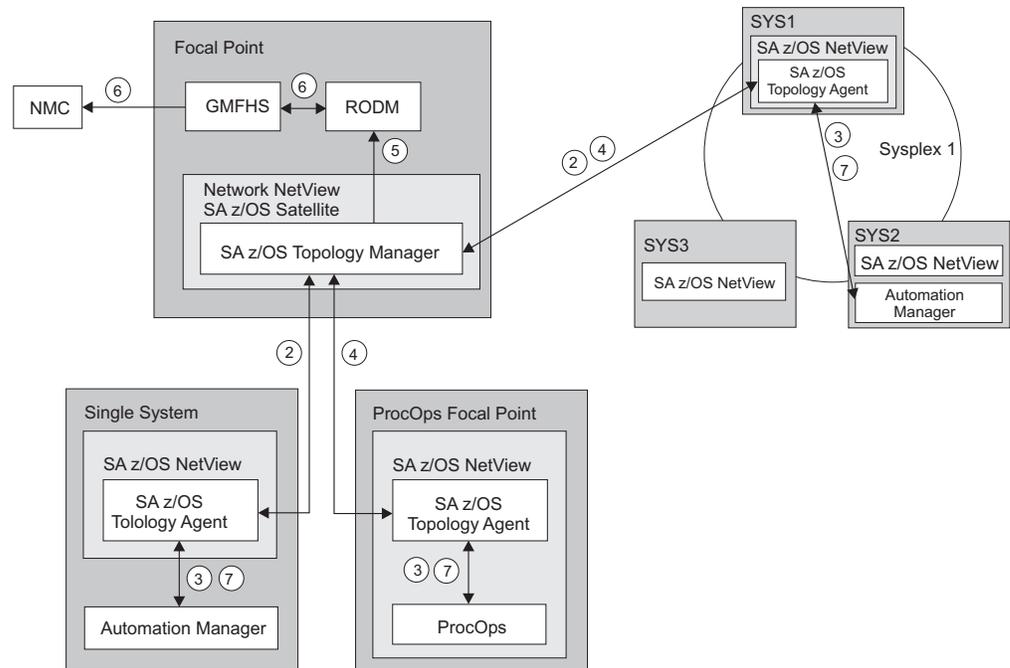 Focal Point
NMC
6
GMFHS
6
RODM
5
Network NetView
SA z/OS Satellite
SA z/OS Topology Manager
2
4
SYS1
SA z/OS NetView
SA z/OS
Topology Agent
3
7
Sysplex 1
SYS3
SA z/OS NetView
SYS2
SA z/OS NetView
Automation
Manager
2
4
Single System
SA z/OS NetView
SA z/OS
Tolology Agent
3
7
Automation Manager
ProcOps Focal Point
SA z/OS NetView
SA z/OS
Topology Agent
3
7
ProcOps